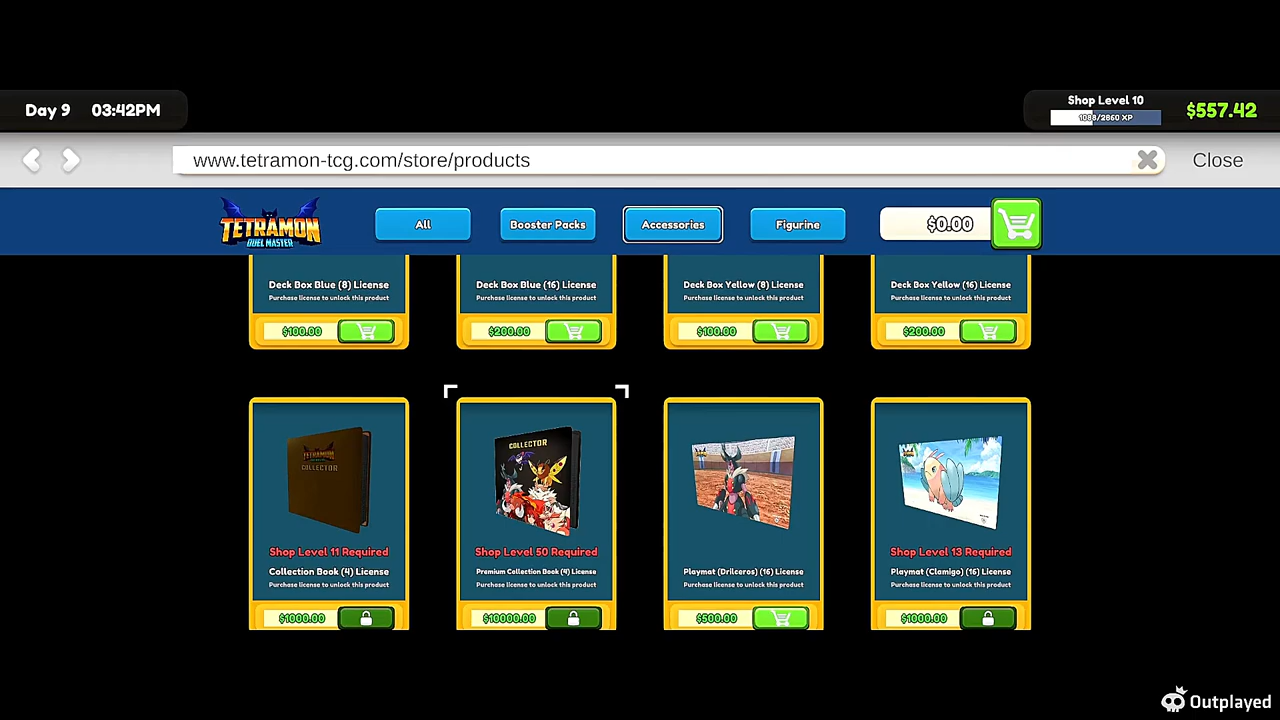 Day 9 03:42PM
Shop Level 10
1088/2860 XP
$557.42
www.tetramon-tcg.com/store/products
Close
TETRAMON
DUEL MASTER
All
Booster Packs
Accessories
Figurine
$0.00
Deck Box Blue (8) License
Purchase license to unlock this product
$100.00
Deck Box Blue (16) License
Purchase license to unlock this product
$200.00
Deck Box Yellow (8) License
Purchase license to unlock this product
$100.00
Deck Box Yellow (16) License
Purchase license to unlock this product
$200.00
TETRAMON
COLLECTOR
Shop Level 11 Required
Collection Book (4) License
Purchase license to unlock this product
$1000.00
COLLECTOR
Shop Level 50 Required
Premium Collection Book (4) License
Purchase license to unlock this product
$10000.00
Playmat (Drilceros) (16) License
Purchase license to unlock this product
$500.00
Shop Level 13 Required
Playmat (Clamigo) (16) License
Purchase license to unlock this product
$1000.00
Outplayed